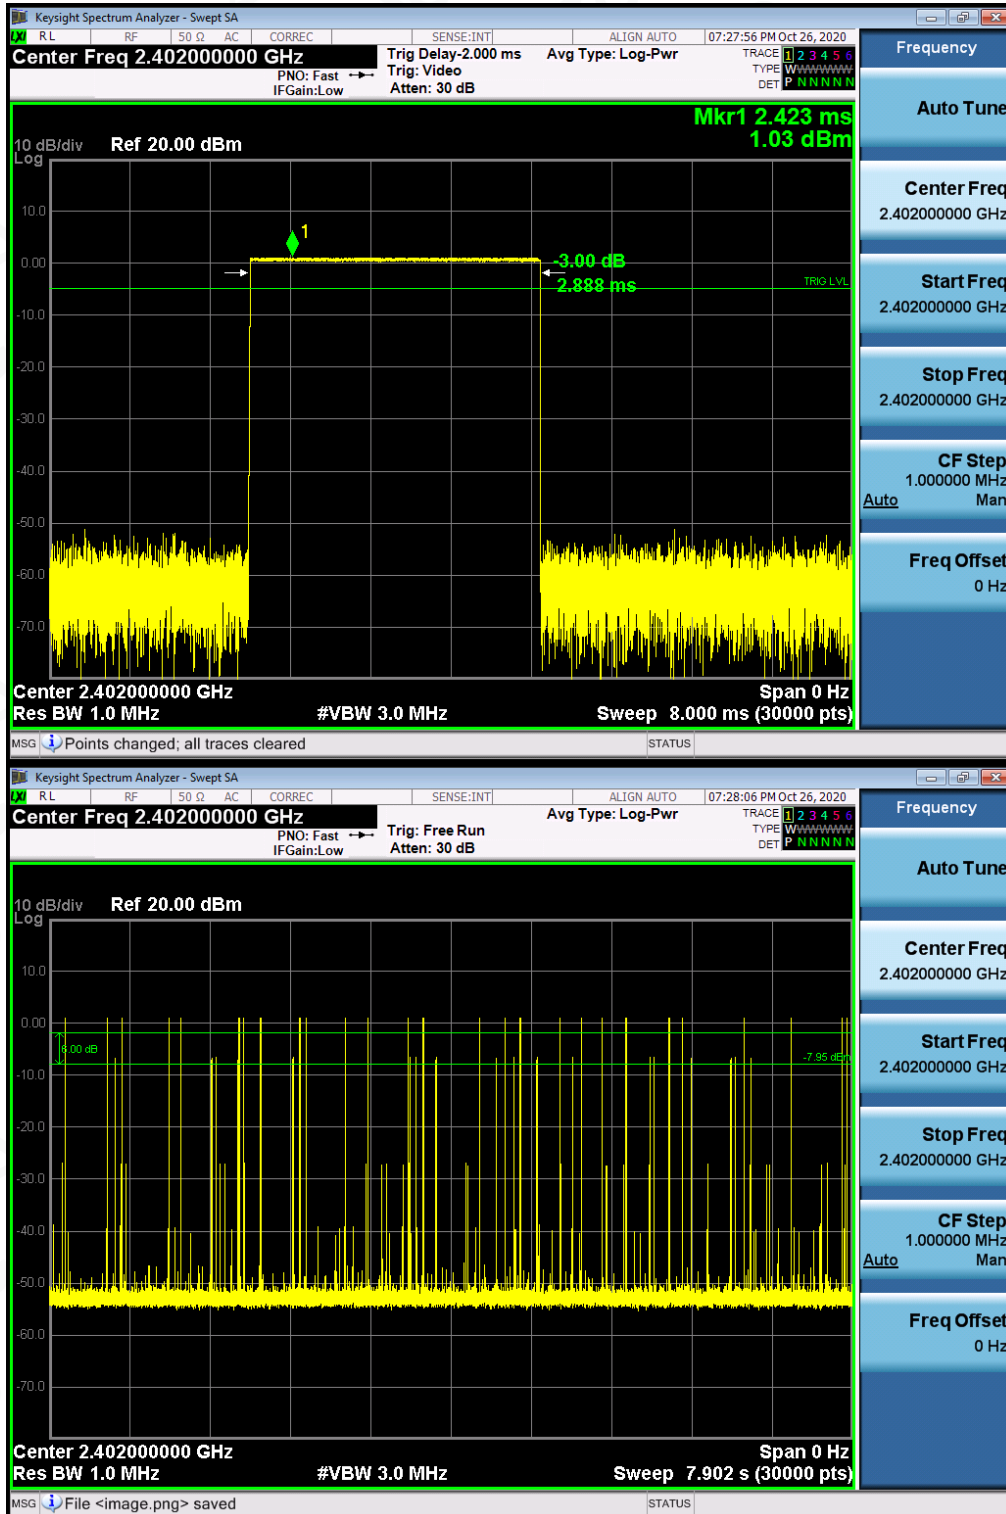 Keysight Spectrum Analyzer - Swept SA
LXI RL RF 50 Ω AC CORREC SENSE:INT ALIGN AUTO 07:27:56 PM Oct 26, 2020
Center Freq 2.402000000 GHz
PNO: Fast
IFGain:Low
Trig Delay-2.000 ms
Trig: Video
Atten: 30 dB
Avg Type: Log-Pwr
TRACE 1 2 3 4 5 6
TYPE WWWWWW
DET P N N N N N
Mkr1 2.423 ms
1.03 dBm
10 dB/div Ref 20.00 dBm
Log
10.0
0.00
-10.0
-20.0
-30.0
-40.0
-50.0
-60.0
-70.0
1
-3.00 dB
2.888 ms
TRIG LVL
Center 2.402000000 GHz Span 0 Hz
Res BW 1.0 MHz #VBW 3.0 MHz Sweep 8.000 ms (30000 pts)
MSG Points changed; all traces cleared STATUS
Frequency
Auto Tune
Center Freq
2.402000000 GHz
Start Freq
2.402000000 GHz
Stop Freq
2.402000000 GHz
CF Step
1.000000 MHz
Auto Man
Freq Offset
0 Hz
Keysight Spectrum Analyzer - Swept SA
LXI RL RF 50 Ω AC CORREC SENSE:INT ALIGN AUTO 07:28:06 PM Oct 26, 2020
Center Freq 2.402000000 GHz
PNO: Fast
IFGain:Low
Trig: Free Run
Atten: 30 dB
Avg Type: Log-Pwr
TRACE 1 2 3 4 5 6
TYPE WWWWWW
DET P N N N N N
10 dB/div Ref 20.00 dBm
Log
10.0
0.00
-10.0
-20.0
-30.0
-40.0
-50.0
-60.0
-70.0
6.00 dB
-7.95 dBm
Center 2.402000000 GHz Span 0 Hz
Res BW 1.0 MHz #VBW 3.0 MHz Sweep 7.902 s (30000 pts)
MSG File <image.png> saved STATUS
Frequency
Auto Tune
Center Freq
2.402000000 GHz
Start Freq
2.402000000 GHz
Stop Freq
2.402000000 GHz
CF Step
1.000000 MHz
Auto Man
Freq Offset
0 Hz